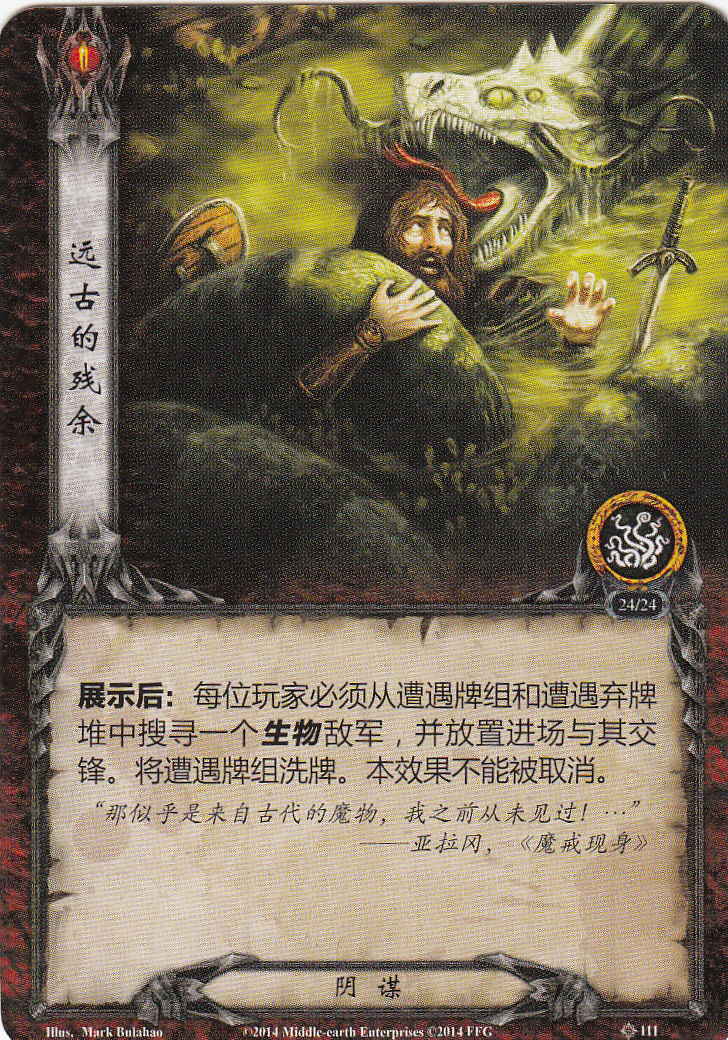 远古的残余
24/24
展示后：每位玩家必须从遭遇牌组和遭遇弃牌
堆中搜寻一个生物敌军，并放置进场与其交
锋。将遭遇牌组洗牌。本效果不能被取消。
“那似乎是来自古代的魔物，我之前从未见过！…”
——亚拉冈，《魔戒现身》
阴谋
Illus. Mark Bulahao
©2014 Middle-earth Enterprises ©2014 FFG
111